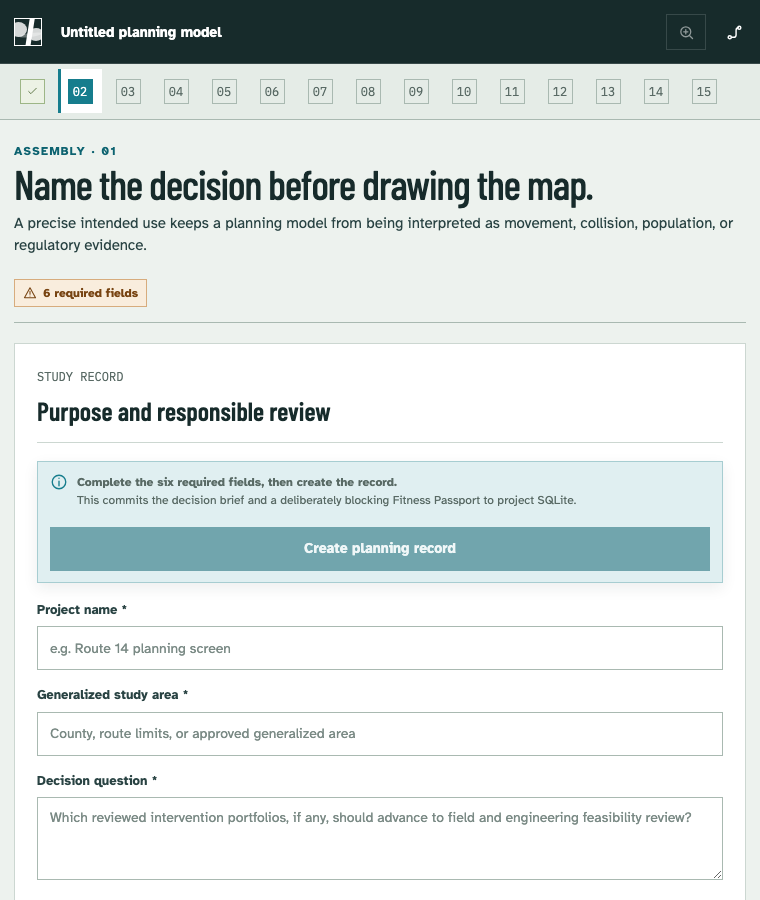 Untitled planning model
02 03 04 05 06 07 08 09 10 11 12 13 14 15
ASSEMBLY · 01
Name the decision before drawing the map.
A precise intended use keeps a planning model from being interpreted as movement, collision, population, or
regulatory evidence.
6 required fields
STUDY RECORD
Purpose and responsible review
Complete the six required fields, then create the record.
This commits the decision brief and a deliberately blocking Fitness Passport to project SQLite.
Create planning record
Project name *
e.g. Route 14 planning screen
Generalized study area *
County, route limits, or approved generalized area
Decision question *
Which reviewed intervention portfolios, if any, should advance to field and engineering feasibility review?